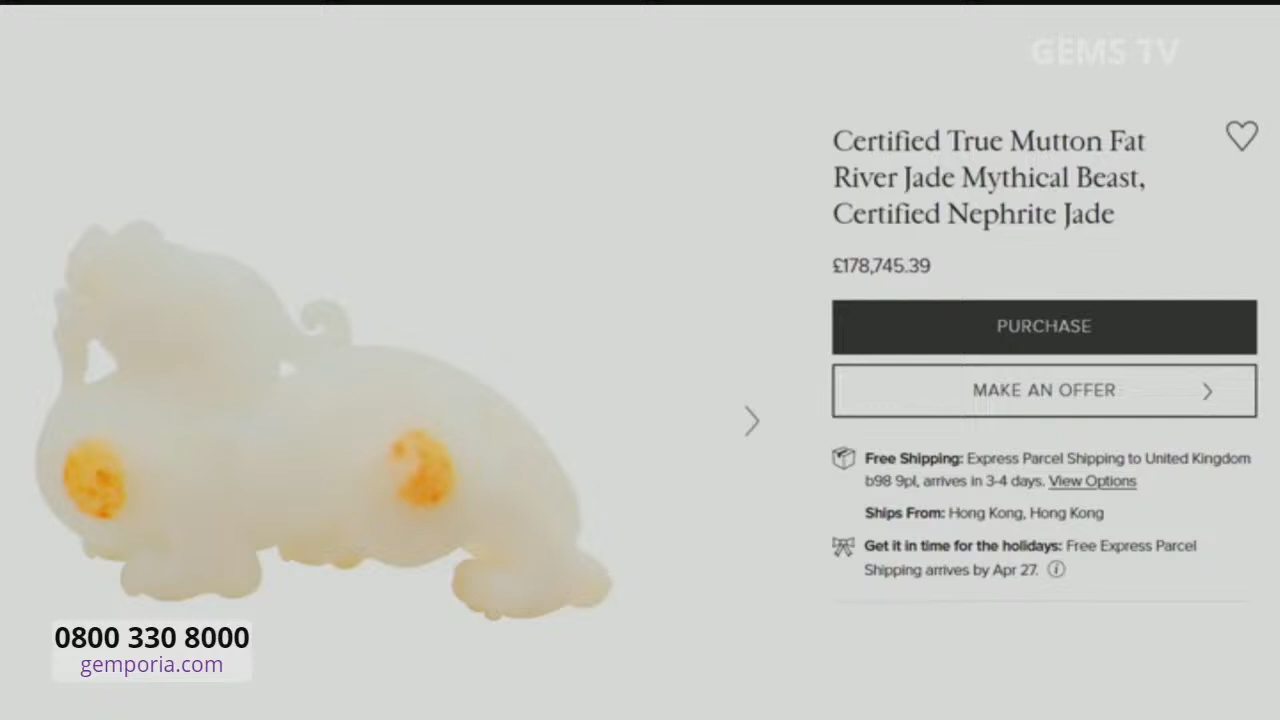 GEMS TV
Certified True Mutton Fat
River Jade Mythical Beast,
Certified Nephrite Jade
£178,745.39
PURCHASE
MAKE AN OFFER
Free Shipping: Express Parcel Shipping to United Kingdom
b98 9pl, arrives in 3-4 days. View Options
Ships From: Hong Kong, Hong Kong
Get it in time for the holidays: Free Express Parcel
Shipping arrives by Apr 27.
0800 330 8000
gemporia.com